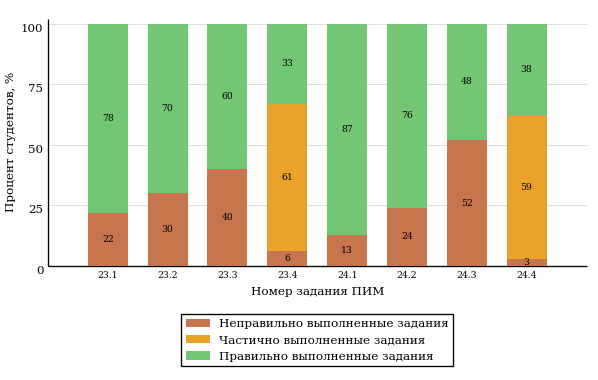 Процент студентов, %
100
75
50
25
0
78 70 60 33 87 76 48 38
61 59
22 30 40 6 13 24 52 3
23.1 23.2 23.3 23.4 24.1 24.2 24.3 24.4
Номер задания ПИМ
Неправильно выполненные задания
Частично выполненные задания
Правильно выполненные задания